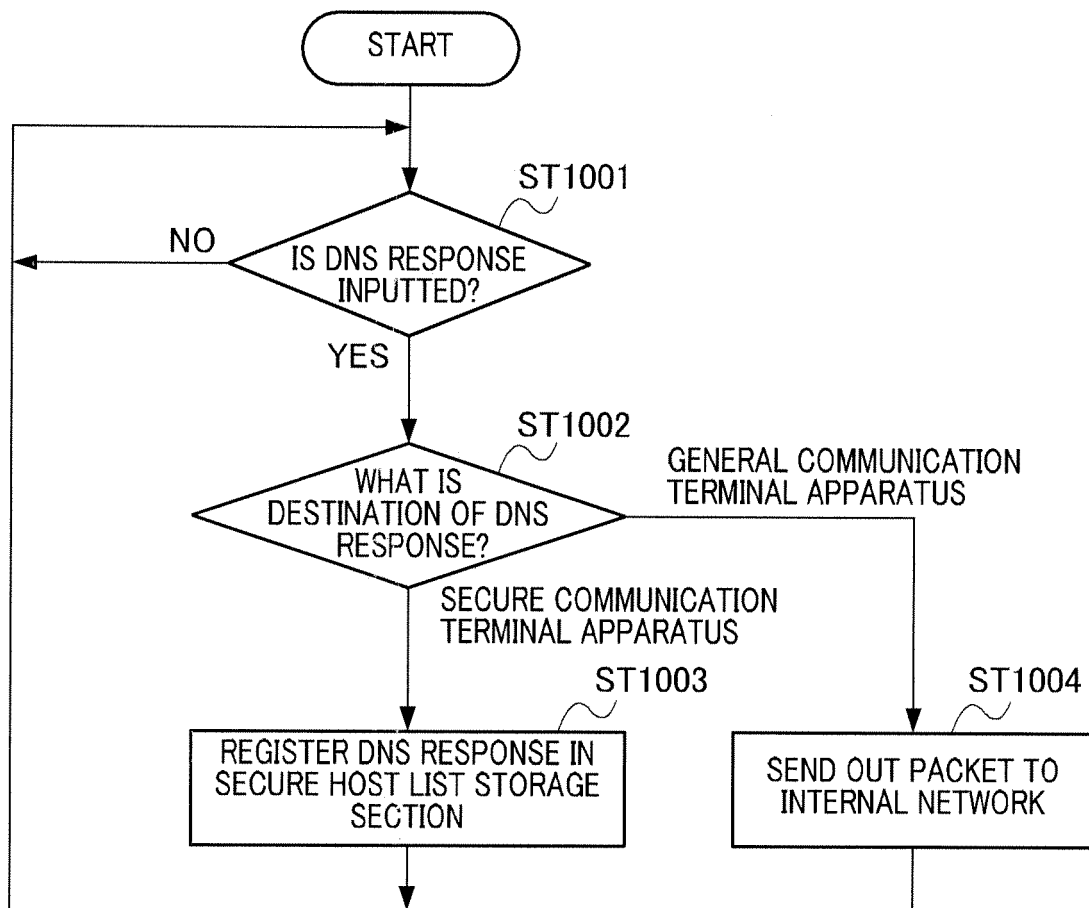 START
ST1001
NO
IS DNS RESPONSE
INPUTTED?
YES
ST1002
WHAT IS
DESTINATION OF DNS
RESPONSE?
GENERAL COMMUNICATION
TERMINAL APPARATUS
SECURE COMMUNICATION
TERMINAL APPARATUS
ST1003
REGISTER DNS RESPONSE IN
SECURE HOST LIST STORAGE
SECTION
ST1004
SEND OUT PACKET TO
INTERNAL NETWORK